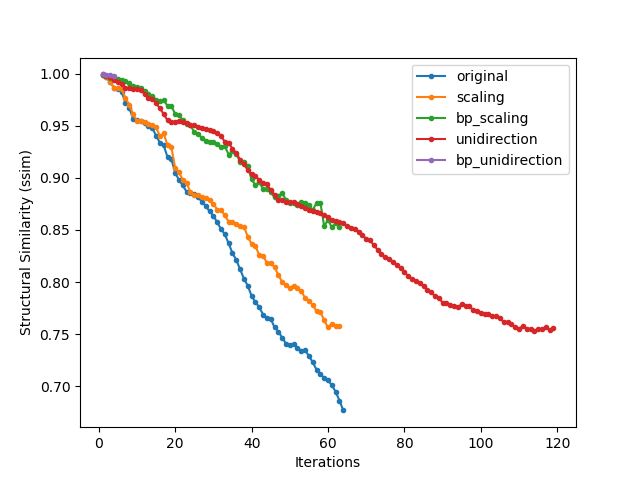 1.00
0.95
0.90
0.85
0.80
0.75
0.70
Structural Similarity (ssim)
0 20 40 60 80 100 120
Iterations
original
scaling
bp_scaling
unidirection
bp_unidirection